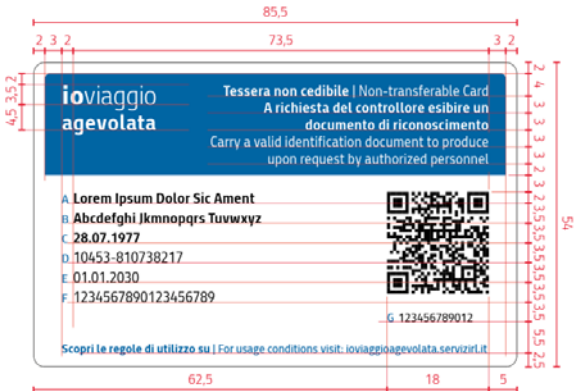 85,5
2 3 2 73,5 3 2
ioviaggio
agevolata
2
3,5
4,5
Tessera non cedibile | Non-transferable Card
A richiesta del controllore esibire un
documento di riconoscimento
Carry a valid identification document to produce
upon request by authorized personnel
A Lorem Ipsum Dolor Sic Ament
B Abcdefghi Jkmnopqrs Tuvwxyz
C 28.07.1977
D 10453-810738217
E 01.01.2030
F 1234567890123456789
G 123456789012
Scopri le regole di utilizzo su | For usage conditions visit: ioviaggioagevolata.servizirl.it
2
4
3
3
3
3
2
3
2
3,5
3,5
3,5
3,5
3,5
3,5
5,5
2,5
54
62,5 18 5